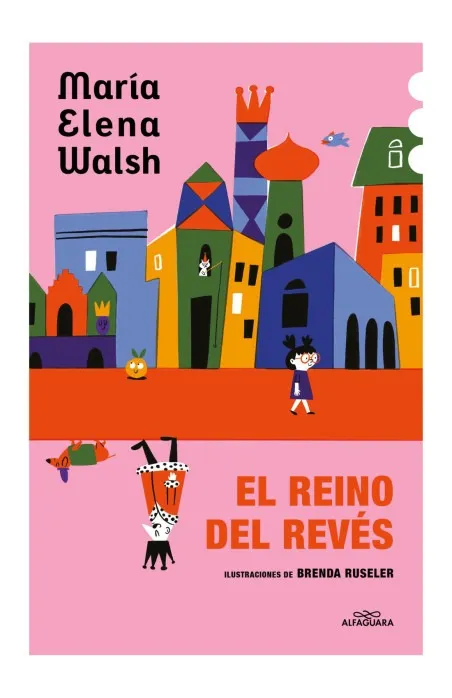 María
Elena
Walsh
EL REINO
DEL REVÉS
ILUSTRACIONES DE BRENDA RUSELER
ALFAGUARA